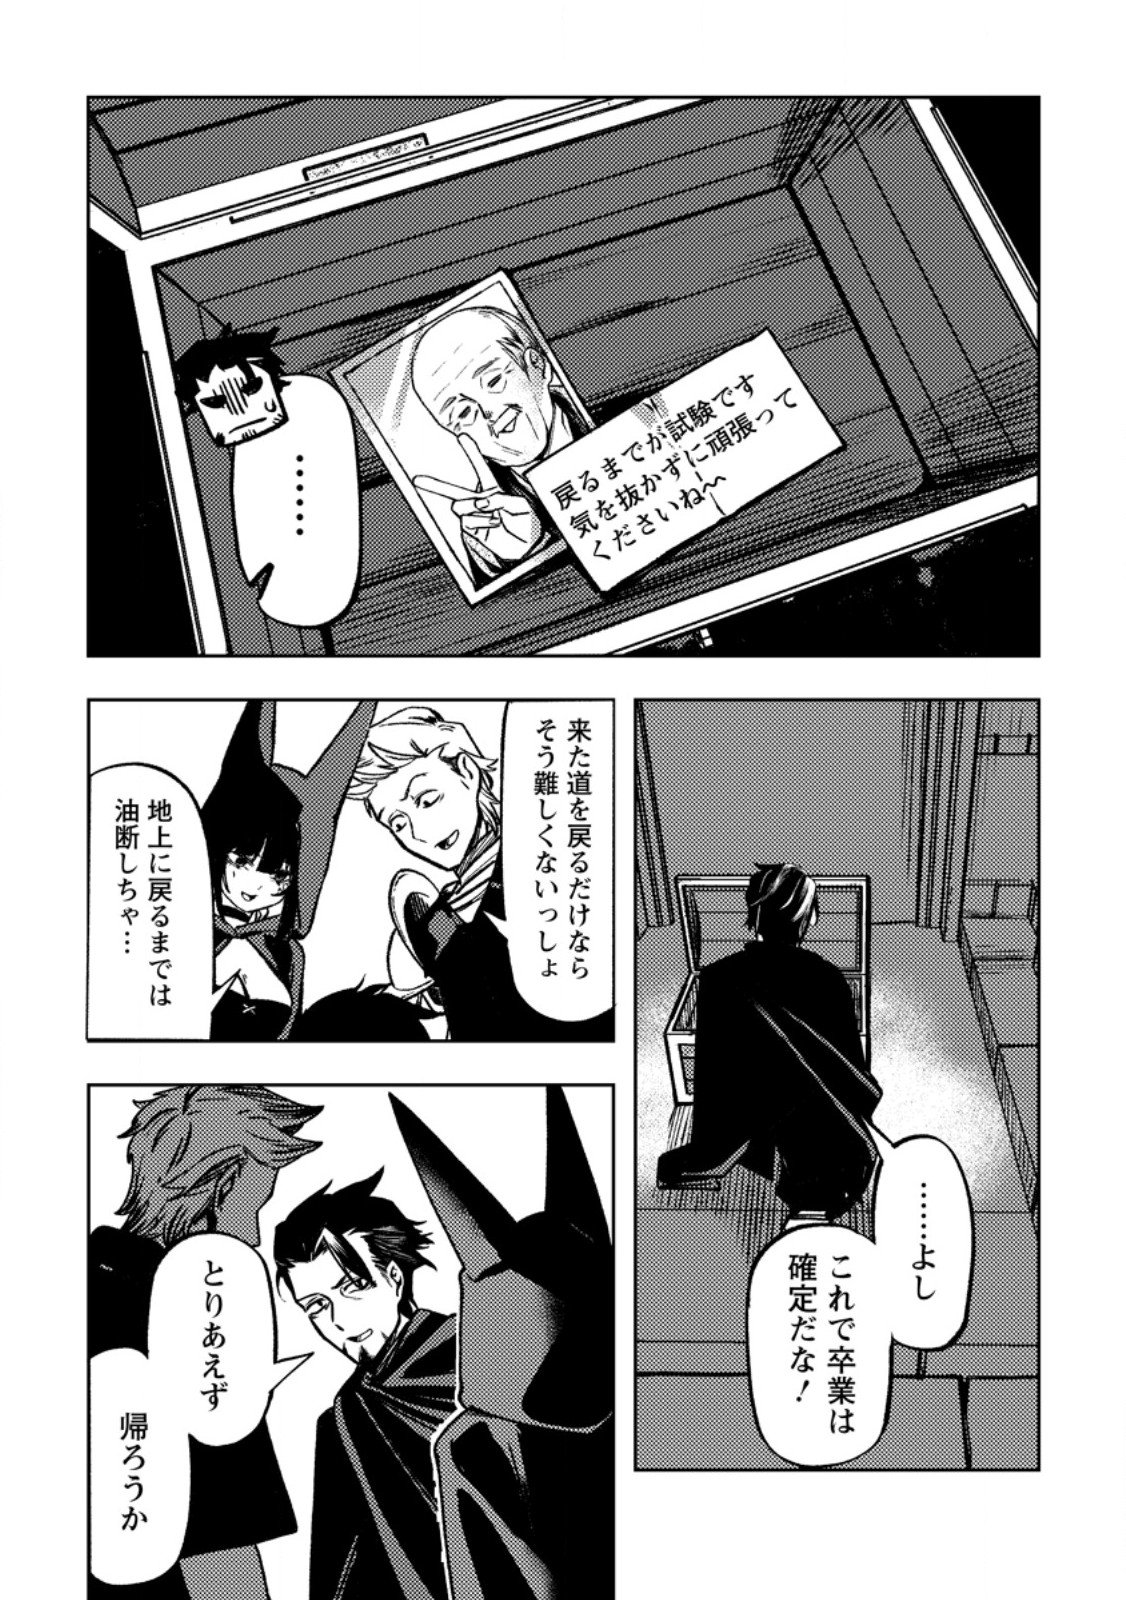 戻るまでが試験です
気を抜かずに頑張って
くださいね〜
………
……よし
これで卒業は
確定だな！
来た道を戻るだけなら
そう難しくないっしょ
地上に戻るまでは
油断しちゃ…
とりあえず
帰ろうか